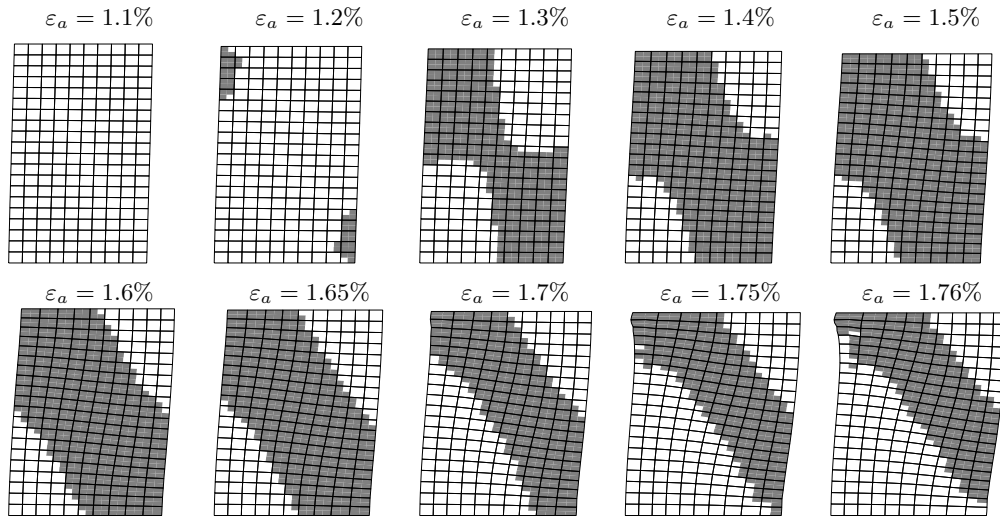 εₐ = 1.1% εₐ = 1.2% εₐ = 1.3% εₐ = 1.4% εₐ = 1.5%
εₐ = 1.6% εₐ = 1.65% εₐ = 1.7% εₐ = 1.75% εₐ = 1.76%